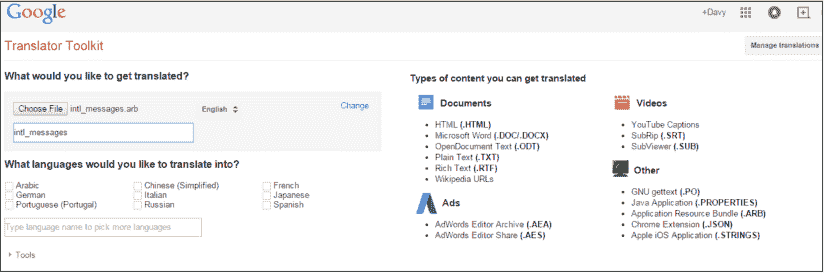 Google
+Davy
Translator Toolkit
Manage translations
What would you like to get translated?
Choose File intl_messages.arb English Change
intl_messages
What languages would you like to translate into?
Arabic Chinese (Simplified) French
German Italian Japanese
Portuguese (Portugal) Russian Spanish
Type language name to pick more languages
Tools
Types of content you can get translated
Documents
HTML (.HTML)
Microsoft Word (.DOC/.DOCX)
OpenDocument Text (.ODT)
Plain Text (.TXT)
Rich Text (.RTF)
Wikipedia URLs
Ads
AdWords Editor Archive (.AEA)
AdWords Editor Share (.AES)
Videos
YouTube Captions
SubRip (.SRT)
SubViewer (.SUB)
Other
GNU gettext (.PO)
Java Application (.PROPERTIES)
Application Resource Bundle (.ARB)
Chrome Extension (.JSON)
Apple iOS Application (.STRINGS)